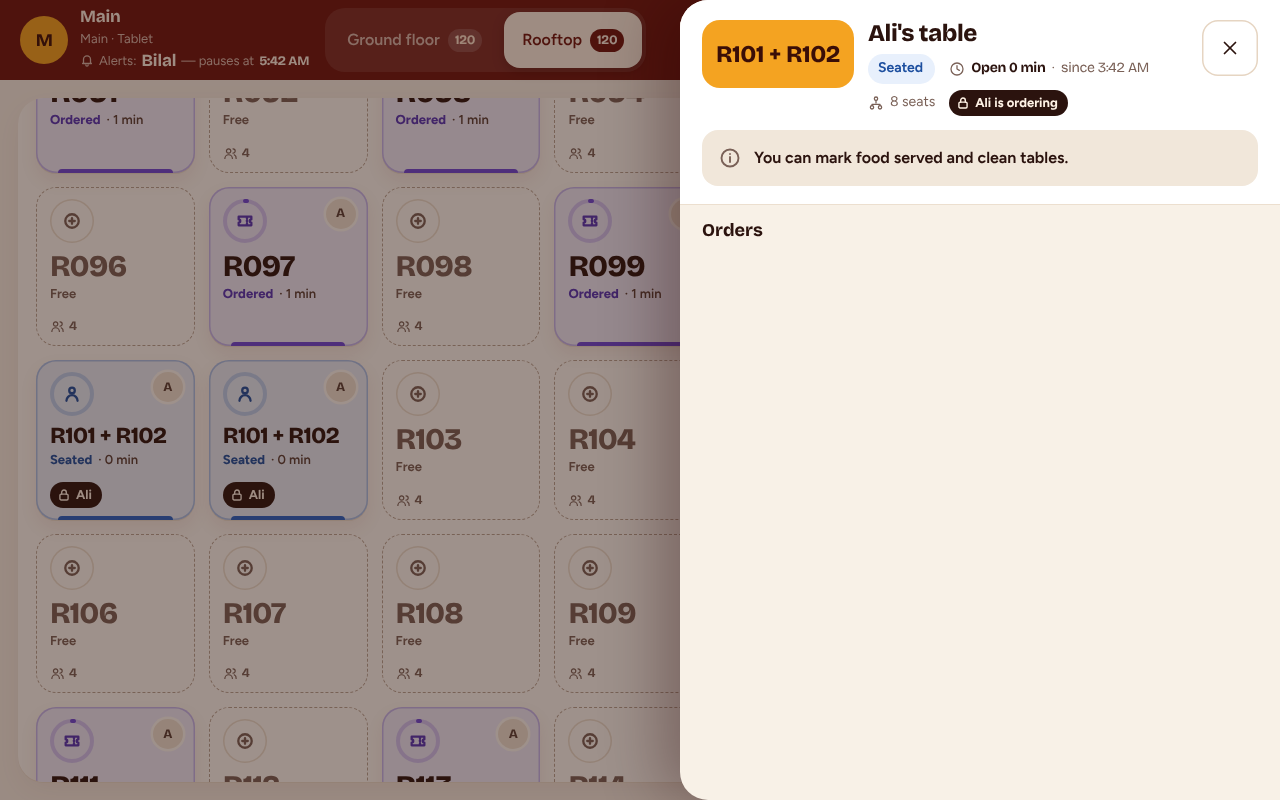 M
Main
Main · Tablet
Alerts: Bilal — pauses at 5:42 AM
Ground floor 120
Rooftop 120
Ordered · 1 min
Free
4
Ordered · 1 min
Free
4
R096
Free
4
A
R097
Ordered · 1 min
R098
Free
4
R099
Ordered · 1 min
A
R101 + R102
Seated · 0 min
Ali
A
R101 + R102
Seated · 0 min
Ali
R103
Free
4
R104
Free
4
R106
Free
4
R107
Free
4
R108
Free
4
R109
Free
4
A
A
R101 + R102
Ali's table
Seated
Open 0 min · since 3:42 AM
8 seats
Ali is ordering
You can mark food served and clean tables.
Orders